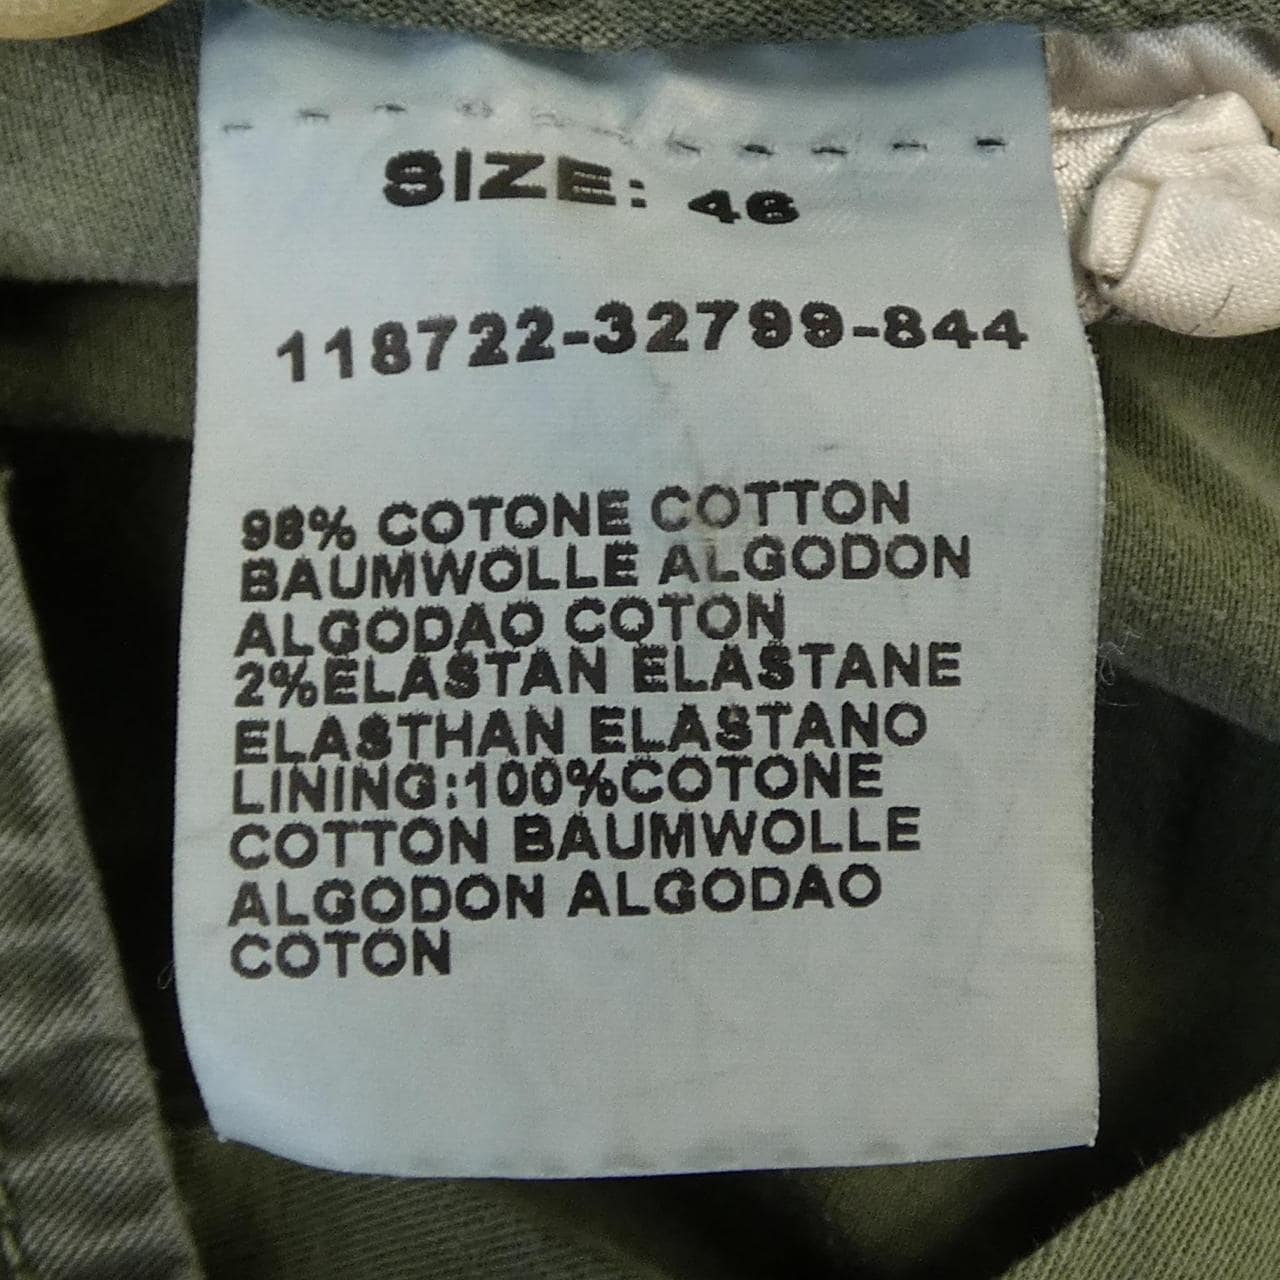 SIZE: 46
118722-32799-844
98% COTONE COTTON
BAUMWOLLE ALGODON
ALGODAO COTON
2%ELASTAN ELASTANE
ELASTHAN ELASTANO
LINING:100%COTONE
COTTON BAUMWOLLE
ALGODON ALGODAO
COTON